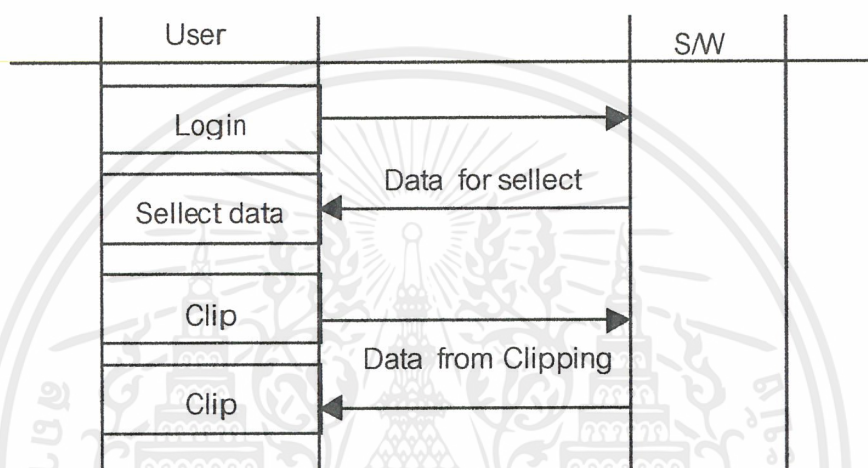 User
S/W
Login
Data for sellect
Sellect data
Clip
Data from Clipping
Clip